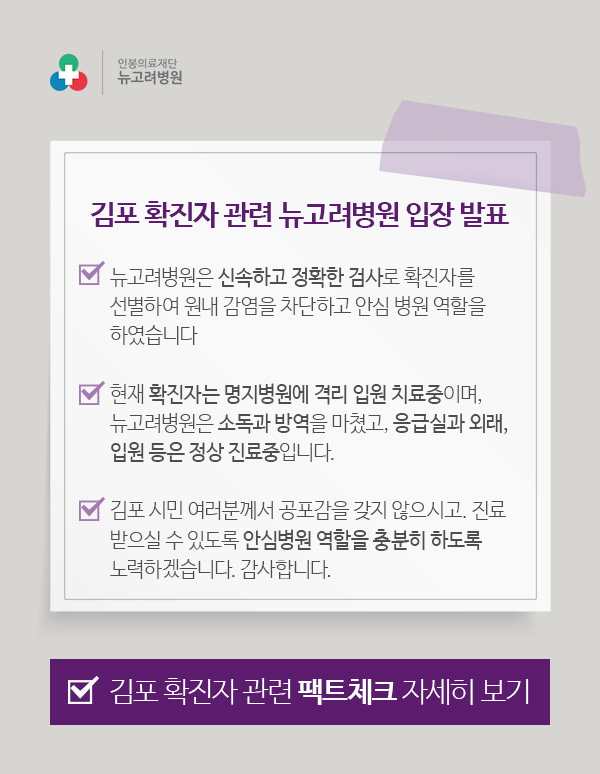 인봉의료재단
뉴고려병원
김포 확진자 관련 뉴고려병원 입장 발표
뉴고려병원은 신속하고 정확한 검사로 확진자를
선별하여 원내 감염을 차단하고 안심 병원 역할을
하였습니다
현재 확진자는 명지병원에 격리 입원 치료중이며,
뉴고려병원은 소독과 방역을 마쳤고, 응급실과 외래,
입원 등은 정상 진료중입니다.
김포 시민 여러분께서 공포감을 갖지 않으시고. 진료
받으실 수 있도록 안심병원 역할을 충분히 하도록
노력하겠습니다. 감사합니다.
김포 확진자 관련 팩트체크 자세히 보기